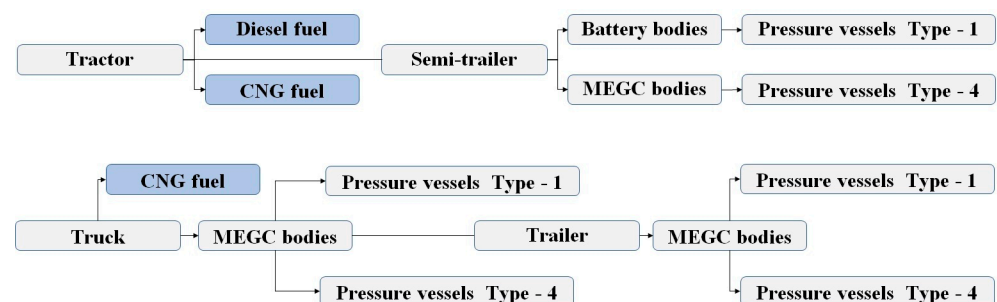 Diesel fuel
Battery bodies
Pressure vessels Type - 1
Tractor
Semi-trailer
CNG fuel
MEGC bodies
Pressure vessels Type - 4
CNG fuel
Pressure vessels Type - 1
Pressure vessels Type - 1
Truck
MEGC bodies
Trailer
MEGC bodies
Pressure vessels Type - 4
Pressure vessels Type - 4